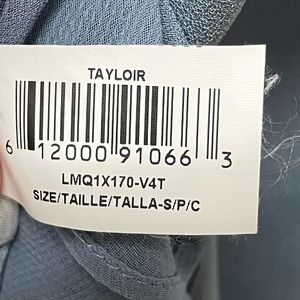 TAYLOIR
6 12000 91066 3
LMQ1X170-V4T
SIZE/TAILLE/TALLA-S/P/C